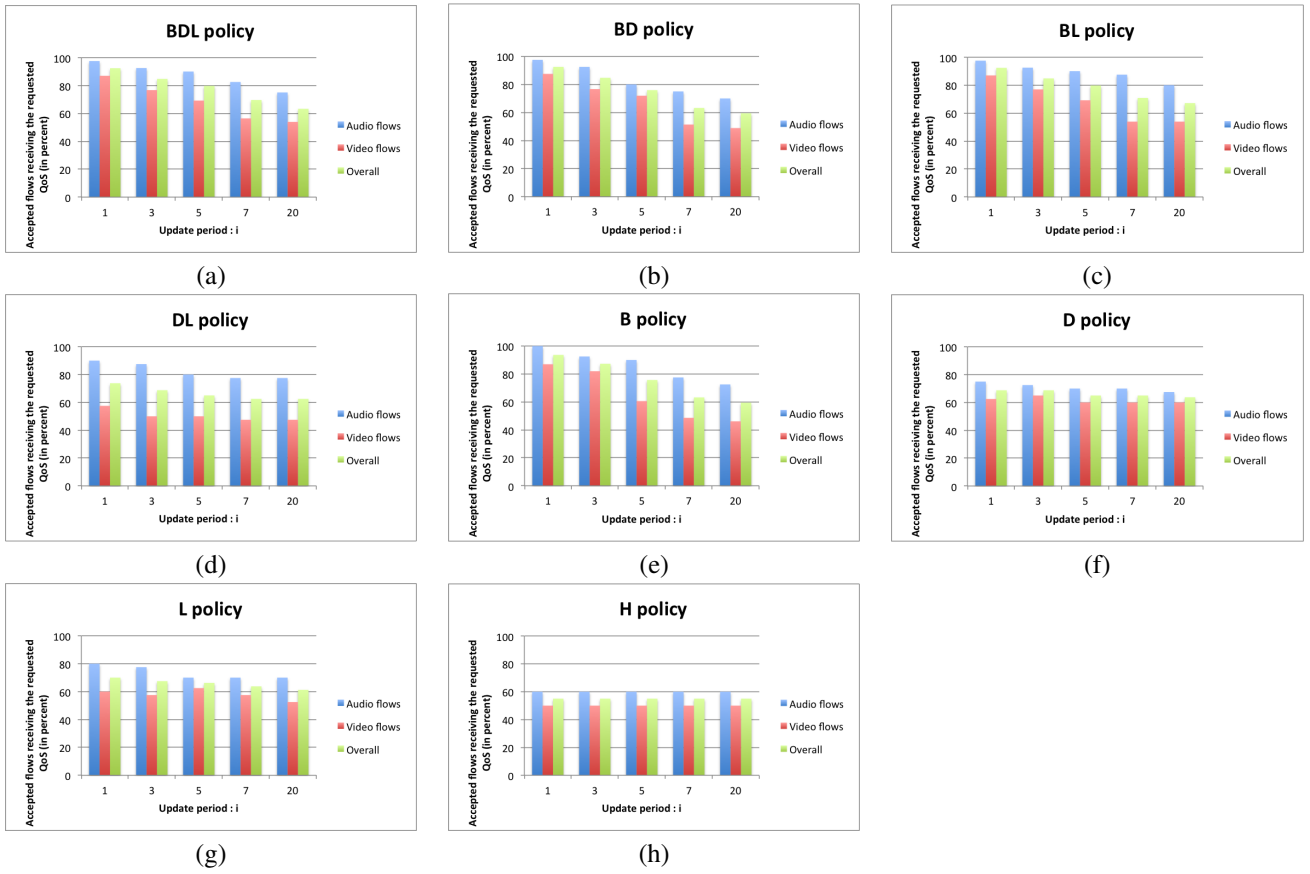 BDL policy
Accepted flows receiving the requested
QoS (in percent)
100
80
60
40
20
0
1 3 5 7 20
Update period : i
Audio flows
Video flows
Overall
(a)
BD policy
Accepted flows receiving the requested
QoS (in percent)
100
80
60
40
20
0
1 3 5 7 20
Update period : i
Audio flows
Video flows
Overall
(b)
BL policy
Accepted flows receiving the requested
QoS (in percent)
100
80
60
40
20
0
1 3 5 7 20
Update period : i
Audio flows
Video flows
Overall
(c)
DL policy
Accepted flows receiving the requested
QoS (in percent)
100
80
60
40
20
0
1 3 5 7 20
Update period : i
Audio flows
Video flows
Overall
(d)
B policy
Accepted flows receiving the requested
QoS (in percent)
100
80
60
40
20
0
1 3 5 7 20
Update period : i
Audio flows
Video flows
Overall
(e)
D policy
Accepted flows receiving the requested
QoS (in percent)
100
80
60
40
20
0
1 3 5 7 20
Update period : i
Audio flows
Video flows
Overall
(f)
L policy
Accepted flows receiving the requested
QoS (in percent)
100
80
60
40
20
0
1 3 5 7 20
Update period : i
Audio flows
Video flows
Overall
(g)
H policy
Accepted flows receiving the requested
QoS (in percent)
100
80
60
40
20
0
1 3 5 7 20
Update period : i
Audio flows
Video flows
Overall
(h)